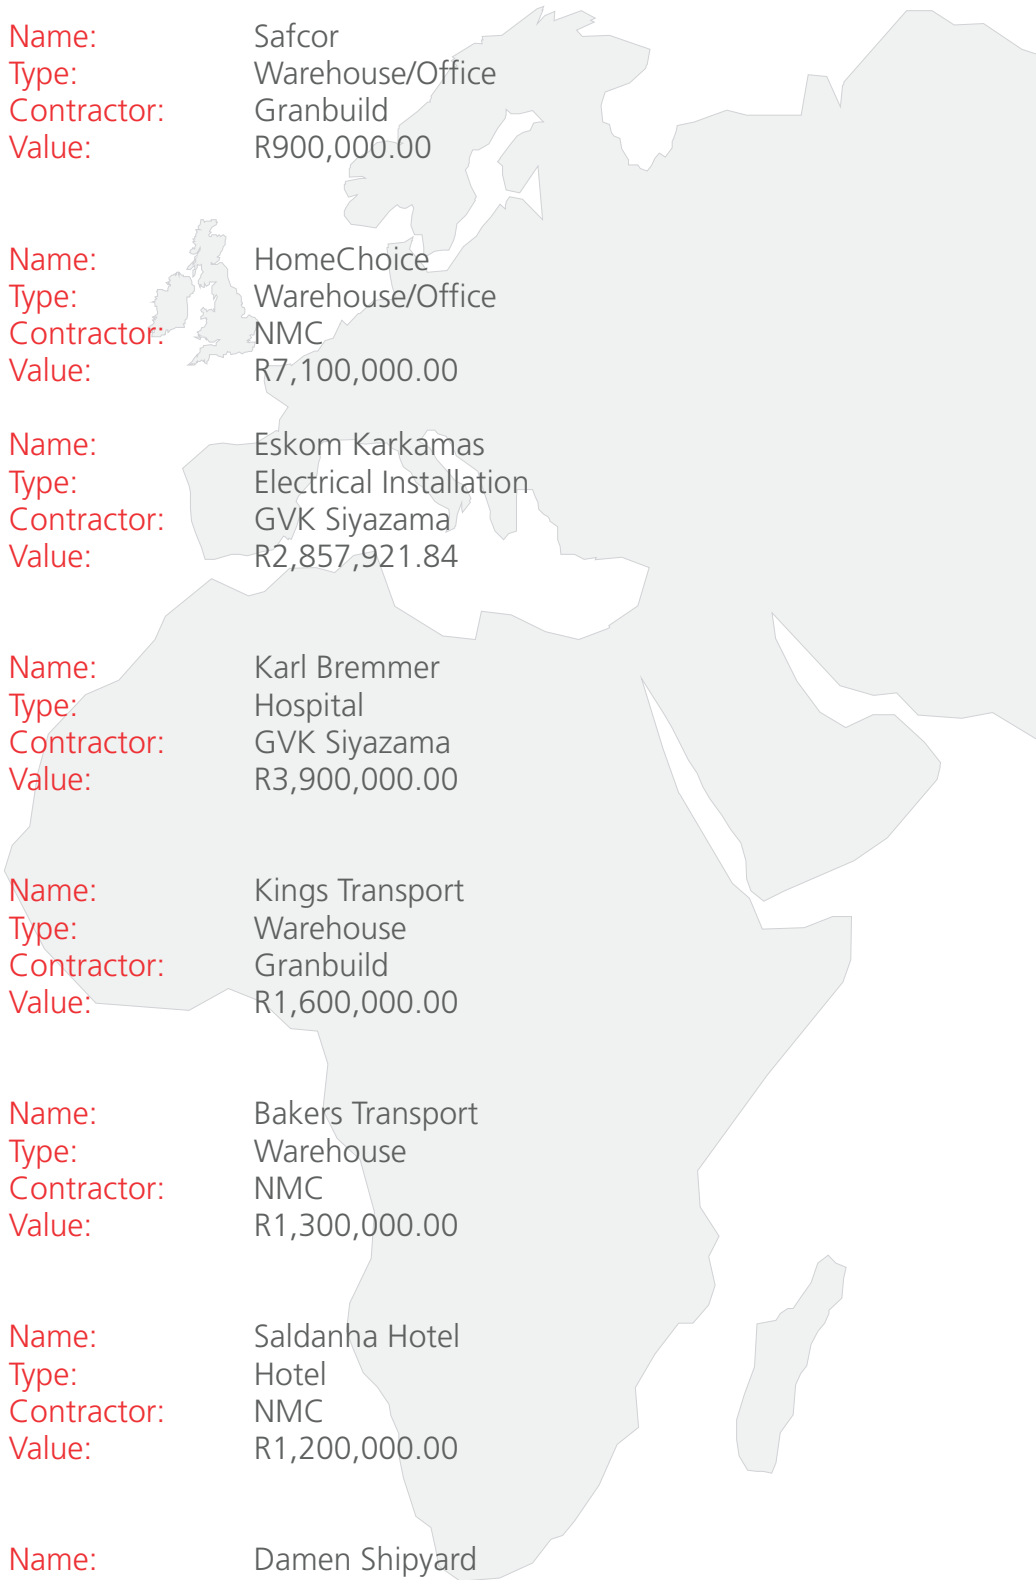 Name: Safcor
Type: Warehouse/Office
Contractor: Granbuild
Value: R900,000.00
Name: HomeChoice
Type: Warehouse/Office
Contractor: NMC
Value: R7,100,000.00
Name: Eskom Karkamas
Type: Electrical Installation
Contractor: GVK Siyazama
Value: R2,857,921.84
Name: Karl Bremmer
Type: Hospital
Contractor: GVK Siyazama
Value: R3,900,000.00
Name: Kings Transport
Type: Warehouse
Contractor: Granbuild
Value: R1,600,000.00
Name: Bakers Transport
Type: Warehouse
Contractor: NMC
Value: R1,300,000.00
Name: Saldanha Hotel
Type: Hotel
Contractor: NMC
Value: R1,200,000.00
Name: Damen Shipyard